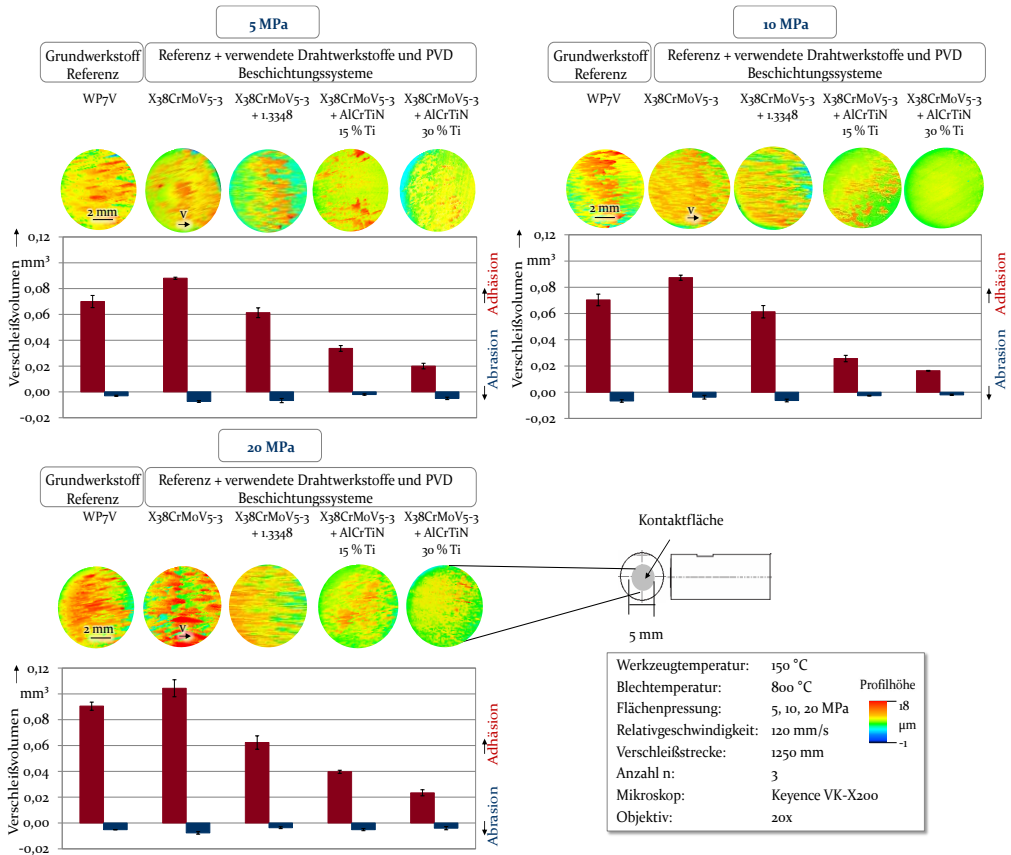 5 MPa
Grundwerkstoff
Referenz
Referenz + verwendete Drahtwerkstoffe und PVD
Beschichtungssysteme
WP7V
X38CrMoV5-3
X38CrMoV5-3
+ 1.3348
X38CrMoV5-3
+ AlCrTiN
15 % Ti
X38CrMoV5-3
+ AlCrTiN
30 % Ti
2 mm
v
Verschleißvolumen
0,12
mm³
0,08
0,06
0,04
0,02
0,00
-0,02
Adhäsion
Abrasion
10 MPa
Grundwerkstoff
Referenz
Referenz + verwendete Drahtwerkstoffe und PVD
Beschichtungssysteme
WP7V
X38CrMoV5-3
X38CrMoV5-3
+ 1.3348
X38CrMoV5-3
+ AlCrTiN
15 % Ti
X38CrMoV5-3
+ AlCrTiN
30 % Ti
2 mm
v
Verschleißvolumen
0,12
mm³
0,08
0,06
0,04
0,02
0,00
-0,02
Adhäsion
Abrasion
20 MPa
Grundwerkstoff
Referenz
Referenz + verwendete Drahtwerkstoffe und PVD
Beschichtungssysteme
WP7V
X38CrMoV5-3
X38CrMoV5-3
+ 1.3348
X38CrMoV5-3
+ AlCrTiN
15 % Ti
X38CrMoV5-3
+ AlCrTiN
30 % Ti
2 mm
v
Verschleißvolumen
0,12
mm³
0,08
0,06
0,04
0,02
0,00
-0,02
Adhäsion
Abrasion
Kontaktfläche
5 mm
Werkzeugtemperatur: 150 °C
Blechtemperatur: 800 °C
Flächenpressung: 5, 10, 20 MPa
Relativgeschwindigkeit: 120 mm/s
Verschleißstrecke: 1250 mm
Anzahl n: 3
Mikroskop: Keyence VK-X200
Objektiv: 20x
Profilhöhe
18
µm
-1